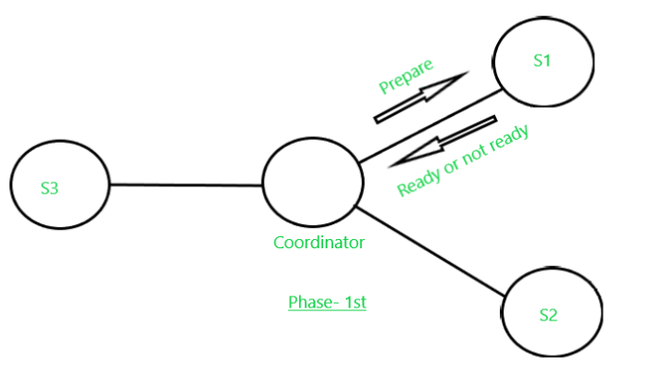 Prepare
S1
Ready or not ready
S3
Coordinator
Phase- 1st
S2